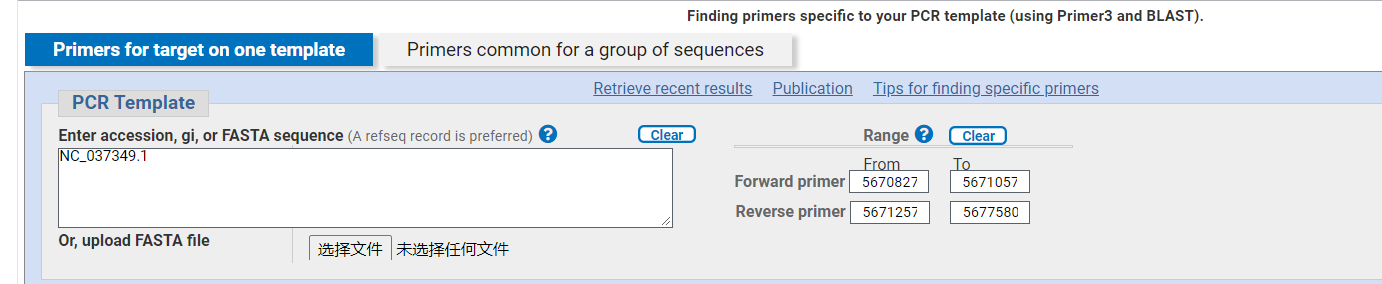 Finding primers specific to your PCR template (using Primer3 and BLAST).
Primers for target on one template
Primers common for a group of sequences
Retrieve recent results Publication Tips for finding specific primers
PCR Template
Enter accession, gi, or FASTA sequence (A refseq record is preferred) ? Clear
Range ? Clear
NC_037349.1
From To
Forward primer 5670827 5671057
Reverse primer 5671257 5677580
Or, upload FASTA file 选择文件 未选择任何文件